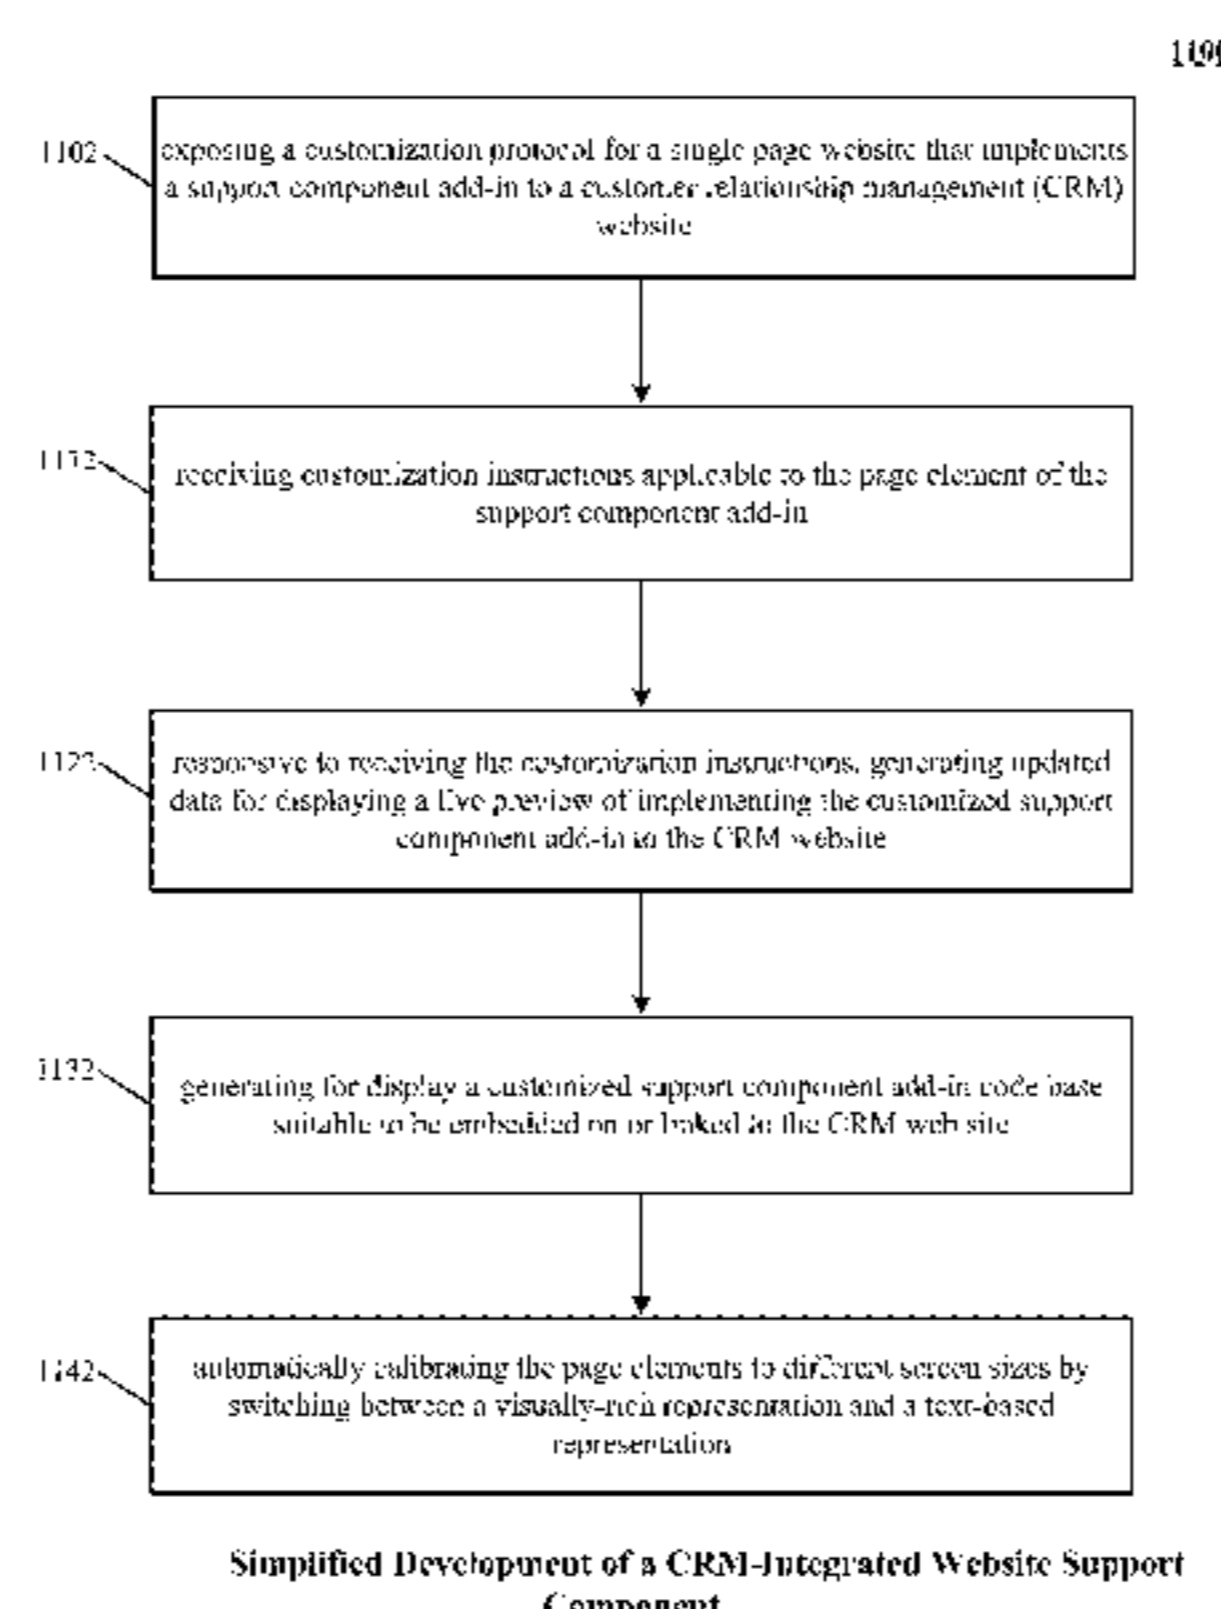 1102
exposing a customization protocol for a single page website that implements
a support component add-in to a customer relationship management (CRM)
website
1112
receiving customization instructions applicable to the page element of the
support component add-in
1122
responsive to receiving the customization instructions, generating updated
data for displaying a live preview of implementing the customized support
component add-in to the CRM website
1132
generating for display a customized support component add-in code base
suitable to be embedded on or linked to the CRM web site
1142
automatically calibrating the page elements to different screen sizes by
switching between a visually-rich representation and a text-based
representation
Simplified Development of a CRM-Integrated Website Support
Component